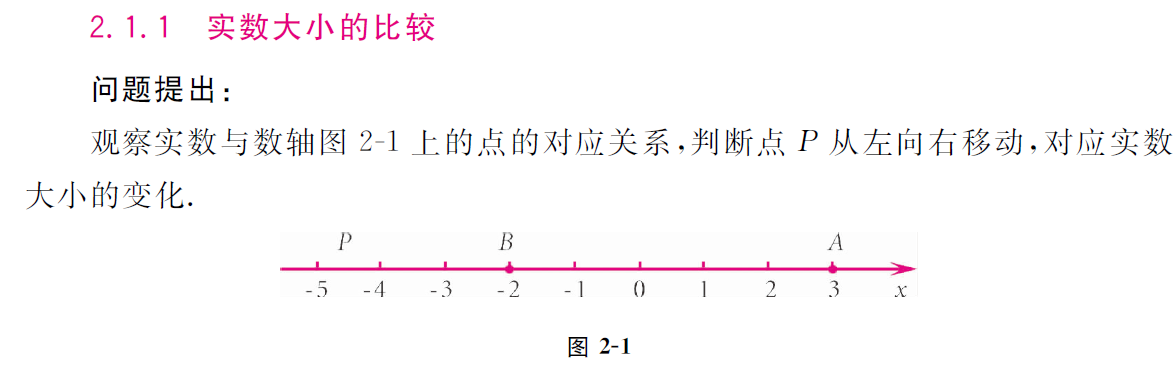 2.1.1 实数大小的比较
问题提出:
观察实数与数轴图 2-1 上的点的对应关系,判断点 P 从左向右移动,对应实数
大小的变化.
P B A
-5 -4 -3 -2 -1 0 1 2 3 x
图 2-1